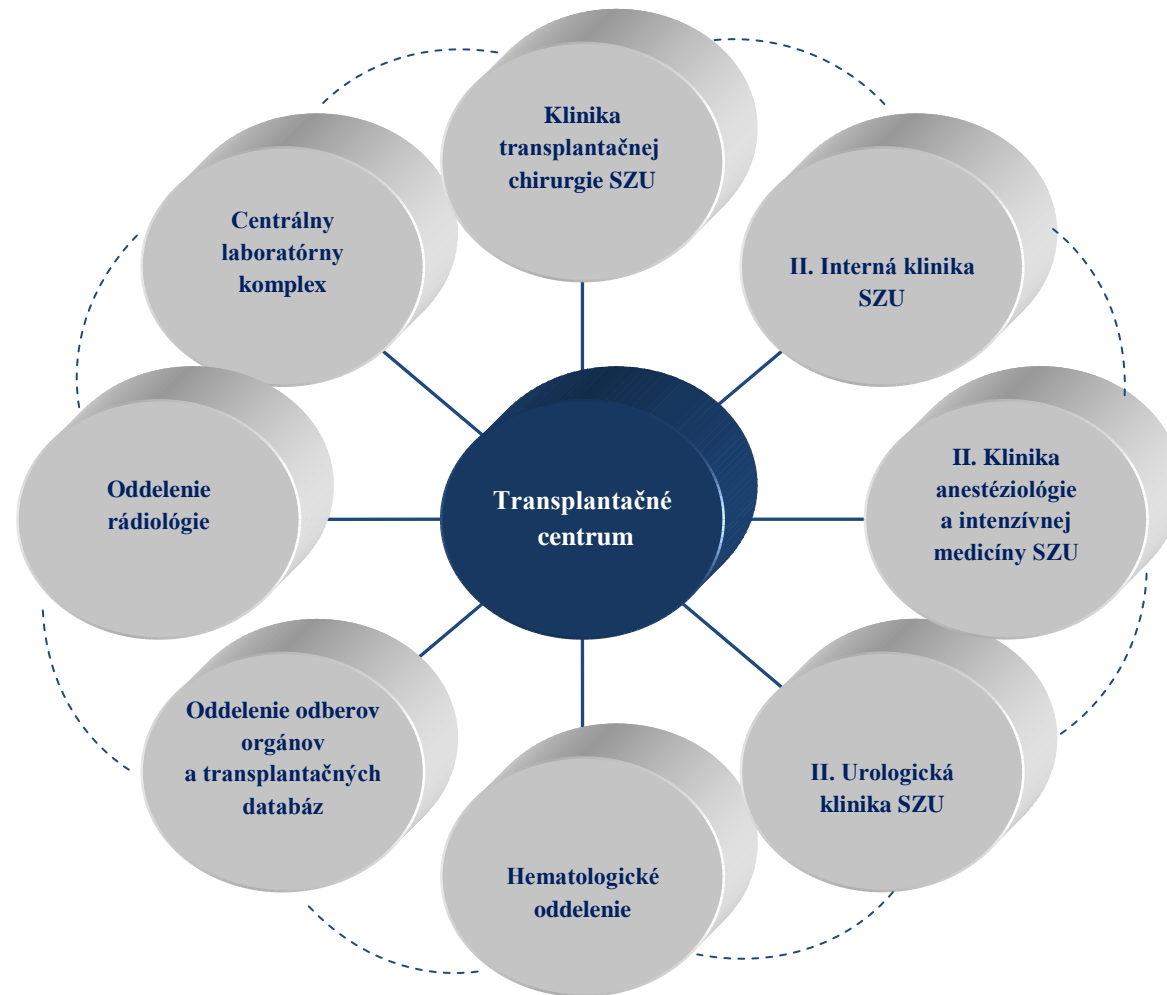 Klinika
transplantačnej
chirurgie SZU
Centrálny
laboratórny
komplex
II. Interná klinika
SZU
Oddelenie
rádiológie
Transplantačné
centrum
II. Klinika
anestéziológie
a intenzívnej
medicíny SZU
Oddelenie odberov
orgánov
a transplantačných
databáz
II. Urologická
klinika SZU
Hematologické
oddelenie